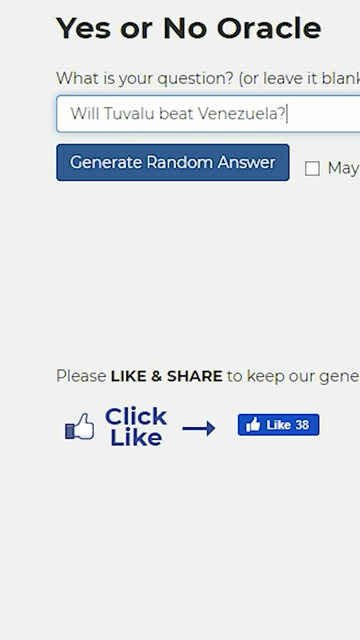 Yes or No Oracle
What is your question? (or leave it blank
Will Tuvalu beat Venezuela?
Generate Random Answer
May
Please LIKE & SHARE to keep our gene
Click
Like
Like 38